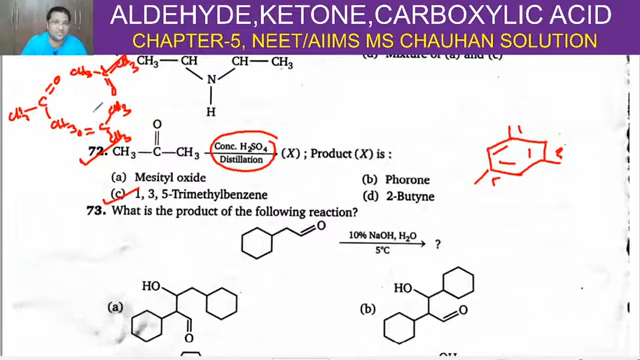 ALDEHYDE,KETONE,CARBOXYLIC ACID
CHAPTER-5, NEET/AIIMS MS CHAUHAN SOLUTION
CH₃—CH CH—CH₃
N
H
(d) Mixture of (a) and (c)
O
72. CH₃—C—CH₃ Conc. H₂SO₄ Distillation (X) ; Product (X) is :
(a) Mesityl oxide (b) Phorone
(c) 1, 3, 5-Trimethylbenzene (d) 2-Butyne
73. What is the product of the following reaction?
O 10% NaOH, H₂O 5°C ?
(a) HO O
(b) HO O